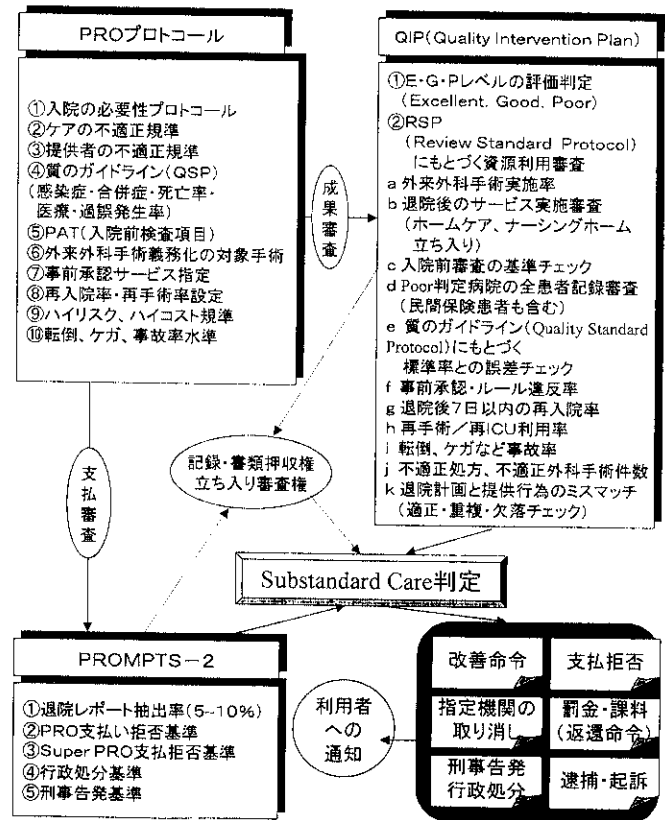 PROプロトコール
①入院の必要性プロトコール
②ケアの不適正規準
③提供者の不適正規準
④質のガイドライン(QSP)
(感染症・合併症・死亡率・
医療・過誤発生率)
⑤PAT(入院前検査項目)
⑥外来外科手術義務化の対象手術
⑦事前承認サービス指定
⑧再入院率・再手術率設定
⑨ハイリスク、ハイコスト規準
⑩転倒、ケガ、事故率水準
成果審査
QIP(Quality Intervention Plan)
①E・G・Pレベルの評価判定
(Excellent. Good. Poor)
②RSP
(Review Standard Protocol)
にもとづく資源利用審査
a 外来外科手術実施率
b 退院後のサービス実施審査
(ホームケア、ナーシングホーム
立ち入り)
c 入院前審査の基準チェック
d Poor判定病院の全患者記録審査
(民間保険患者も含む)
e 質のガイドライン(Quality Standard
Protocol)にもとづく
標準率との誤差チェック
f 事前承認・ルール違反率
g 退院後7日以内の再入院率
h 再手術/再ICU利用率
i 転倒、ケガなど事故率
j 不適正処方、不適正外科手術件数
k 退院計画と提供行為のミスマッチ
(適正・重複・欠落チェック)
支払審査
記録・書類押収権
立ち入り審査権
Substandard Care判定
PROMPTS－2
①退院レポート抽出率(5~10%)
②PRO支払い拒否基準
③Super PRO支払拒否基準
④行政処分基準
⑤刑事告発基準
利用者
への
通知
改善命令
支払拒否
指定機関の
取り消し
罰金・課料
(返還命令)
刑事告発
行政処分
逮捕・起訴